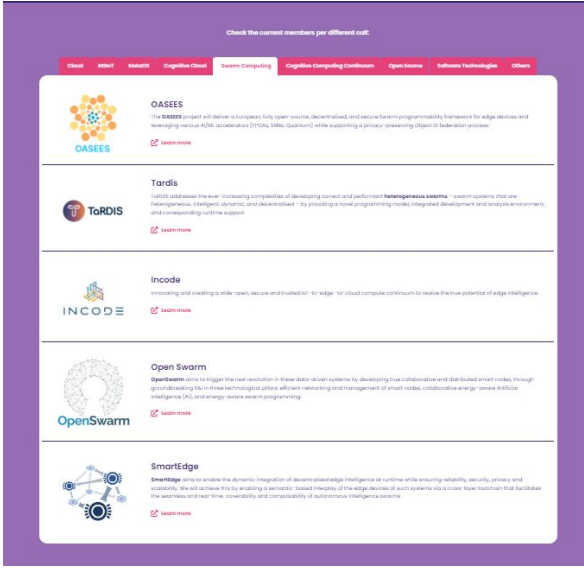 Check the current members per different call:
Cloud NGIoT MetaOS Cognitive Cloud Swarm Computing Cognitive Computing Continuum Open Source Software Technologies Others
OASEES
OASEES
The OASEES project will deliver a European, fully open-source, decentralized, and secure Swarm programmability framework for edge devices and
leveraging various AI/ML accelerators (FPGAs, SNNs, Quantum) while supporting a privacy-preserving Object ID federation process.
Learn more
TaRDIS
Tardis
TaRDIS addresses the ever-increasing complexities of developing correct and performant heterogeneous swarms – swarm systems that are
heterogeneous, intelligent, dynamic and decentralised – by providing a novel programming model, integrated development and analysis environment,
and corresponding runtime support
Learn more
INCODE
Incode
Innovating and creating a wide-open, secure and trusted IoT-to-edge-to-cloud compute continuum to realize the true potential of edge intelligence.
Learn more
OpenSwarm
Open Swarm
OpenSwarm aims to trigger the next revolution in these data-driven systems by developing true collaborative and distributed smart nodes, through
groundbreaking R&I in three technological pillars: efficient networking and management of smart nodes, collaborative energy-aware Artificial
Intelligence (AI), and energy-aware swarm programming.
Learn more
SmartEdge
SmartEdge aims to enable the dynamic integration of decentralised edge intelligence at runtime while ensuring reliability, security, privacy and
scalability. We will achieve this by enabling a semantic-based interplay of the edge devices of such systems via a cross-layer toolchain that facilitates
the seamless and real-time coverability and composability of autonomous intelligence swarms.
Learn more